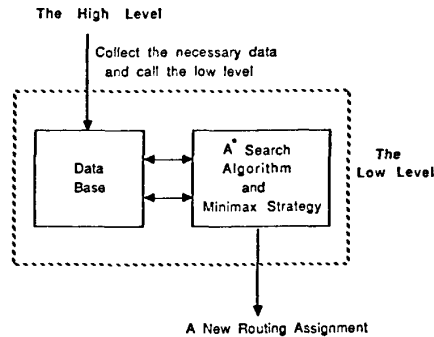 The High Level
Collect the necessary data
and call the low level
Data
Base
A* Search
Algorithm
and
Minimax Strategy
The
Low Level
A New Routing Assignment